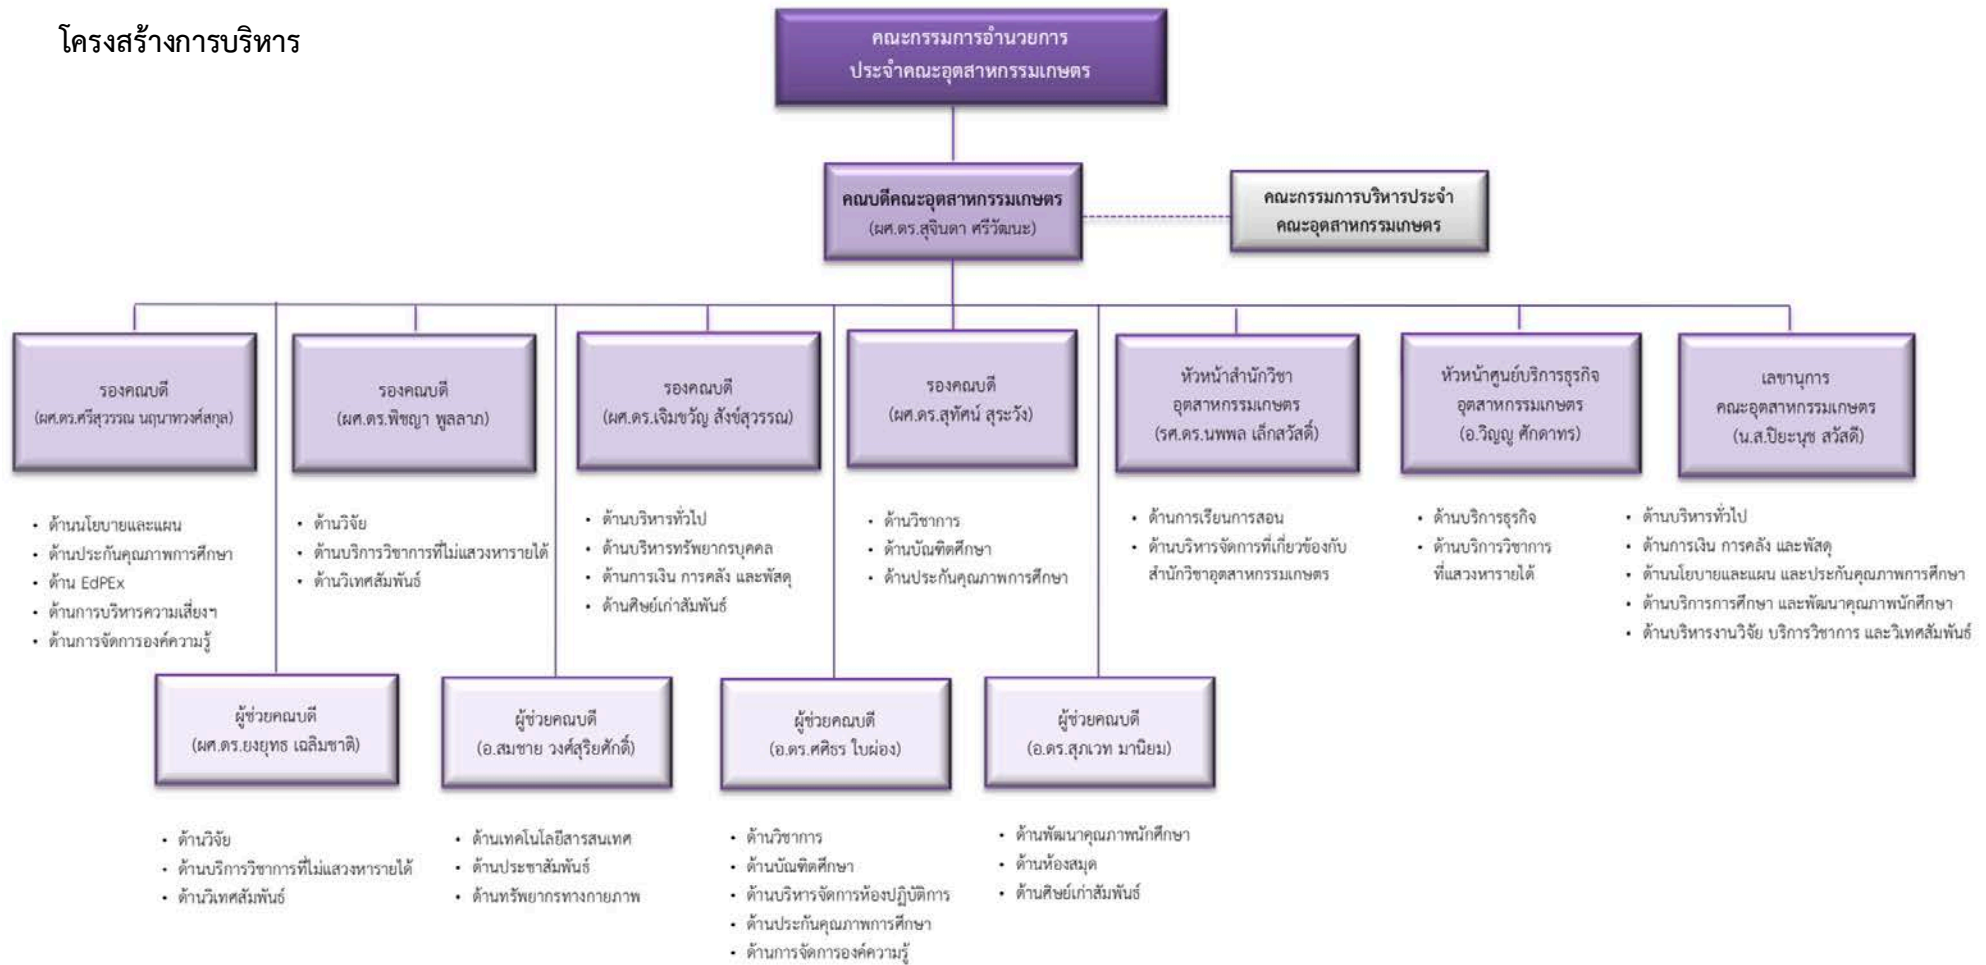 โครงสร้างการบริหาร
คณะกรรมการอำนวยการ
ประจำคณะอุตสาหกรรมเกษตร
คณบดีคณะอุตสาหกรรมเกษตร
(ผศ.ดร.สุจินดา ศรีวัฒนะ)
คณะกรรมการบริหารประจำ
คณะอุตสาหกรรมเกษตร
รองคณบดี
(ผศ.ดร.ศรีสุวรรณ นฤนาทวงศ์สกุล)
• ด้านนโยบายและแผน
• ด้านประกันคุณภาพการศึกษา
• ด้าน EdPEx
• ด้านการบริหารความเสี่ยงฯ
• ด้านการจัดการองค์ความรู้
รองคณบดี
(ผศ.ดร.พิชญา พูลลาภ)
• ด้านวิจัย
• ด้านบริการวิชาการที่ไม่แสวงหารายได้
• ด้านวิเทศสัมพันธ์
รองคณบดี
(ผศ.ดร.เจิมขวัญ สังข์สุวรรณ)
• ด้านบริหารทั่วไป
• ด้านบริหารทรัพยากรบุคคล
• ด้านการเงิน การคลัง และพัสดุ
• ด้านศิษย์เก่าสัมพันธ์
รองคณบดี
(ผศ.ดร.สุทัศน์ สุระวัง)
• ด้านวิชาการ
• ด้านบัณฑิตศึกษา
• ด้านประกันคุณภาพการศึกษา
หัวหน้าสำนักวิชา
อุตสาหกรรมเกษตร
(รศ.ดร.นพพล เล็กสวัสดิ์)
• ด้านการเรียนการสอน
• ด้านบริหารจัดการที่เกี่ยวข้องกับ
สำนักวิชาอุตสาหกรรมเกษตร
หัวหน้าศูนย์บริการธุรกิจ
อุตสาหกรรมเกษตร
(อ.วิญญู ศักดาทร)
• ด้านบริการธุรกิจ
• ด้านบริการวิชาการ
ที่แสวงหารายได้
เลขานุการ
คณะอุตสาหกรรมเกษตร
(น.ส.ปิยะนุช สวัสดี)
• ด้านบริหารทั่วไป
• ด้านการเงิน การคลัง และพัสดุ
• ด้านนโยบายและแผน และประกันคุณภาพการศึกษา
• ด้านบริการการศึกษา และพัฒนาคุณภาพนักศึกษา
• ด้านบริหารงานวิจัย บริการวิชาการ และวิเทศสัมพันธ์
ผู้ช่วยคณบดี
(ผศ.ดร.ยงยุทธ เฉลิมชาติ)
• ด้านวิจัย
• ด้านบริการวิชาการที่ไม่แสวงหารายได้
• ด้านวิเทศสัมพันธ์
ผู้ช่วยคณบดี
(อ.สมชาย วงศ์สุริยศักดิ์)
• ด้านเทคโนโลยีสารสนเทศ
• ด้านประชาสัมพันธ์
• ด้านทรัพยากรทางกายภาพ
ผู้ช่วยคณบดี
(อ.ดร.ศศิธร ใบผ่อง)
• ด้านวิชาการ
• ด้านบัณฑิตศึกษา
• ด้านบริหารจัดการห้องปฏิบัติการ
• ด้านประกันคุณภาพการศึกษา
• ด้านการจัดการองค์ความรู้
ผู้ช่วยคณบดี
(อ.ดร.สุภเวท มานิยม)
• ด้านพัฒนาคุณภาพนักศึกษา
• ด้านห้องสมุด
• ด้านศิษย์เก่าสัมพันธ์